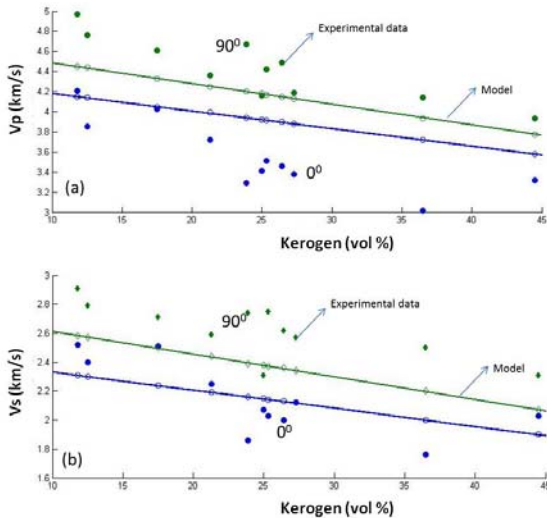 5
4.8
4.6
4.4
4.2
4
3.8
3.6
3.4
3.2
3
Vp (km/s)
90⁰
Experimental data
Model
0⁰
(a)
10 15 20 25 30 35 40 45
Kerogen (vol %)
3
2.8
2.6
2.4
2.2
2
1.8
1.6
Vs (km/s)
90⁰
Experimental data
Model
0⁰
(b)
10 15 20 25 30 35 40 45
Kerogen (vol %)